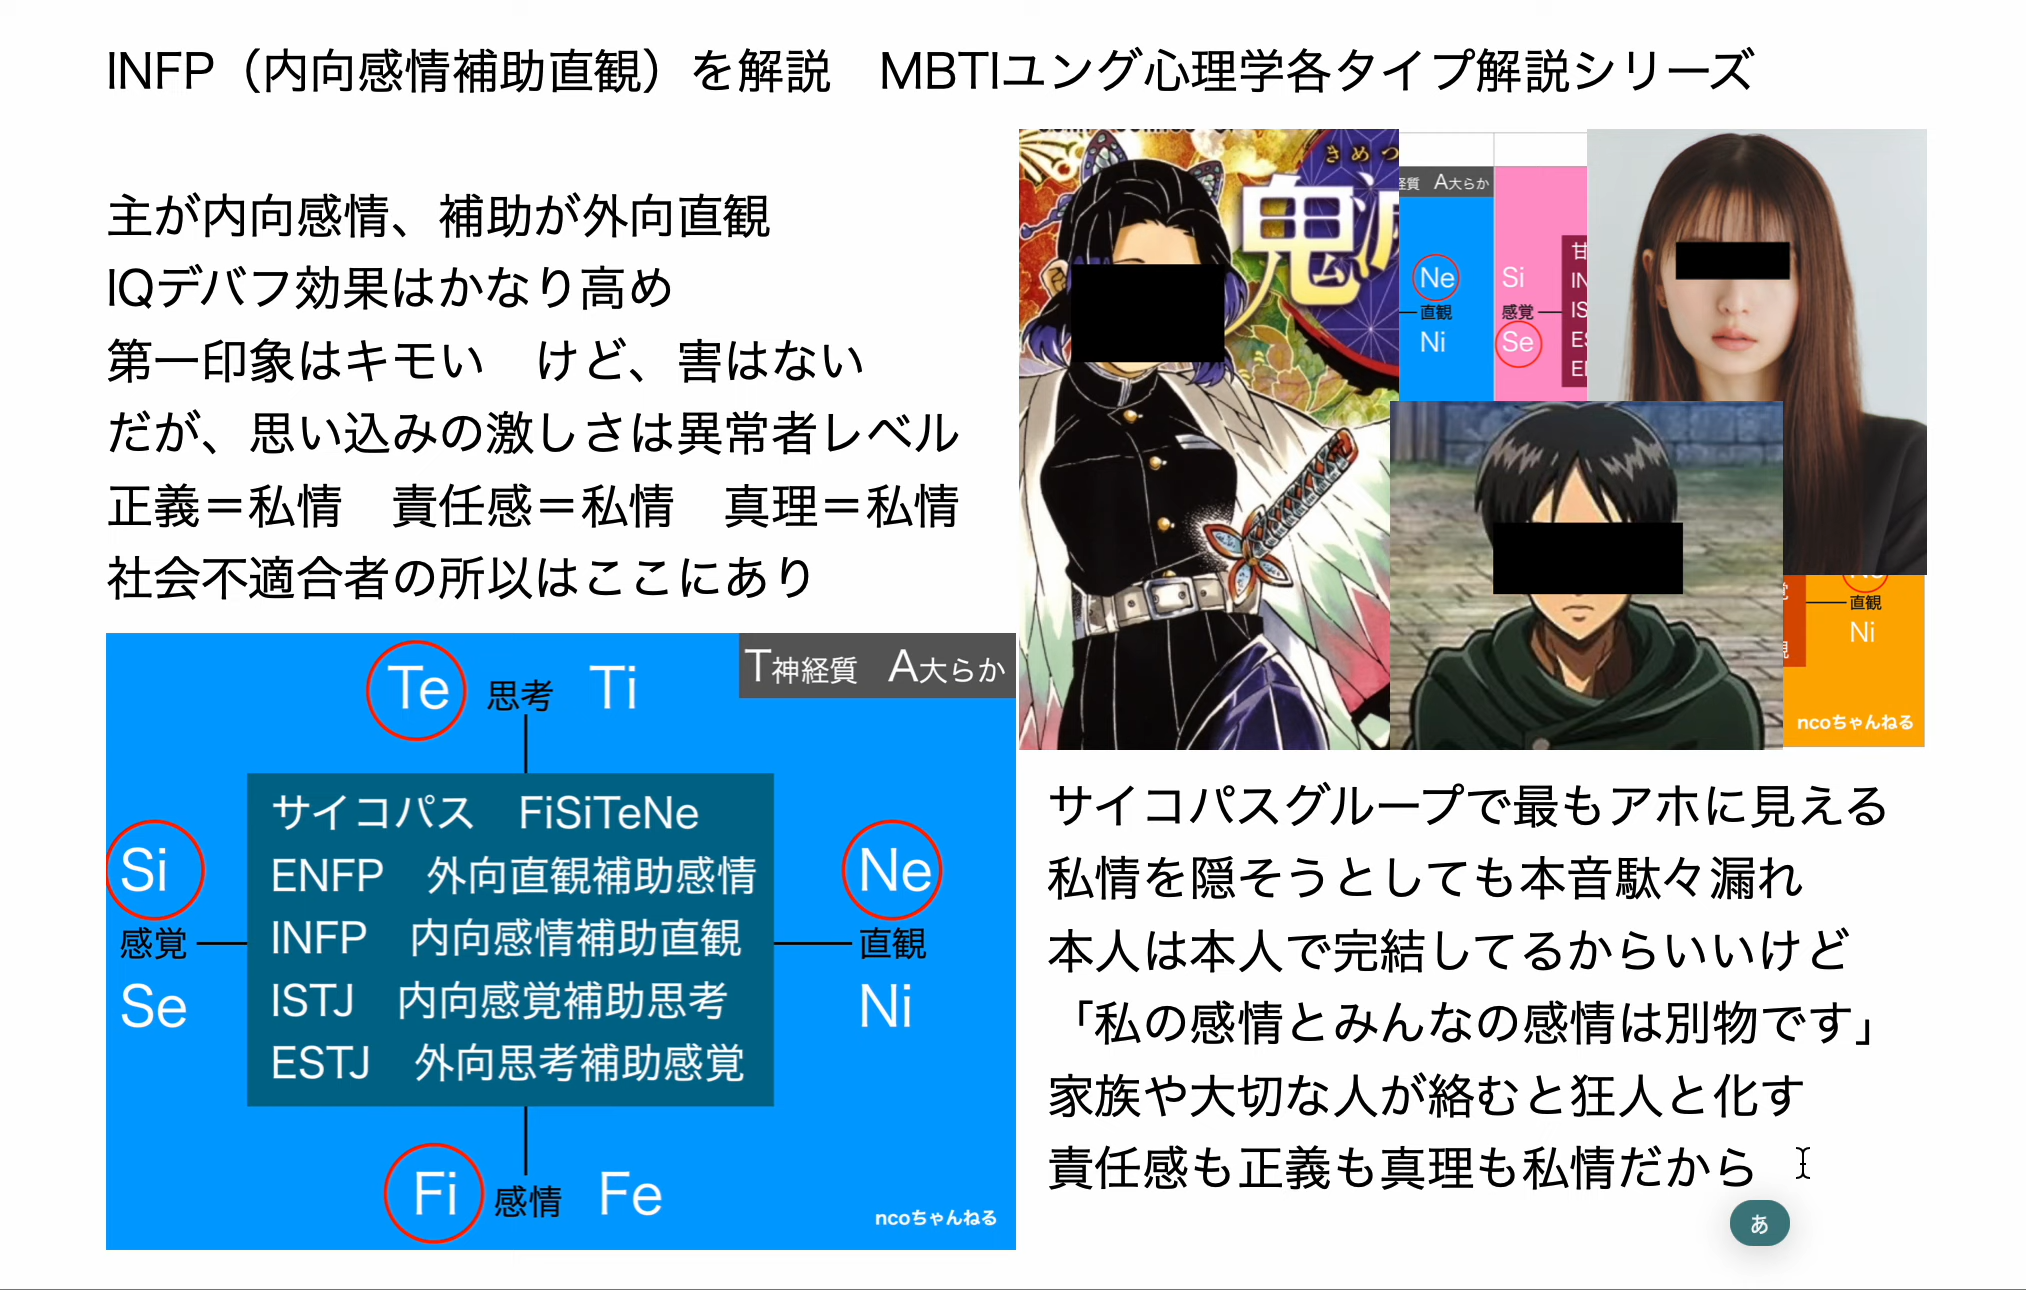 INFP（内向感情補助直観）を解説　MBTIユング心理学各タイプ解説シリーズ
主が内向感情、補助が外向直観
IQデバフ効果はかなり高め
第一印象はキモい　けど、害はない
だが、思い込みの激しさは異常者レベル
正義＝私情　責任感＝私情　真理＝私情
社会不適合者の所以はここにあり
T神経質　A大らか
Te 思考 Ti
サイコパス　FiSiTeNe
ENFP　外向直観補助感情
INFP　内向感情補助直観
ISTJ　内向感覚補助思考
ESTJ　外向思考補助感覚
Si
感覚
Se
Ne
直観
Ni
Fi 感情 Fe
ncoちゃんねる
きめつ
鬼滅
経質　A大らか
Ne
直観
Ni
Si
感覚
Se
直観
Ni
ncoちゃんねる
サイコパスグループで最もアホに見える
私情を隠そうとしても本音駄々漏れ
本人は本人で完結してるからいいけど
「私の感情とみんなの感情は別物です」
家族や大切な人が絡むと狂人と化す
責任感も正義も真理も私情だから
あ